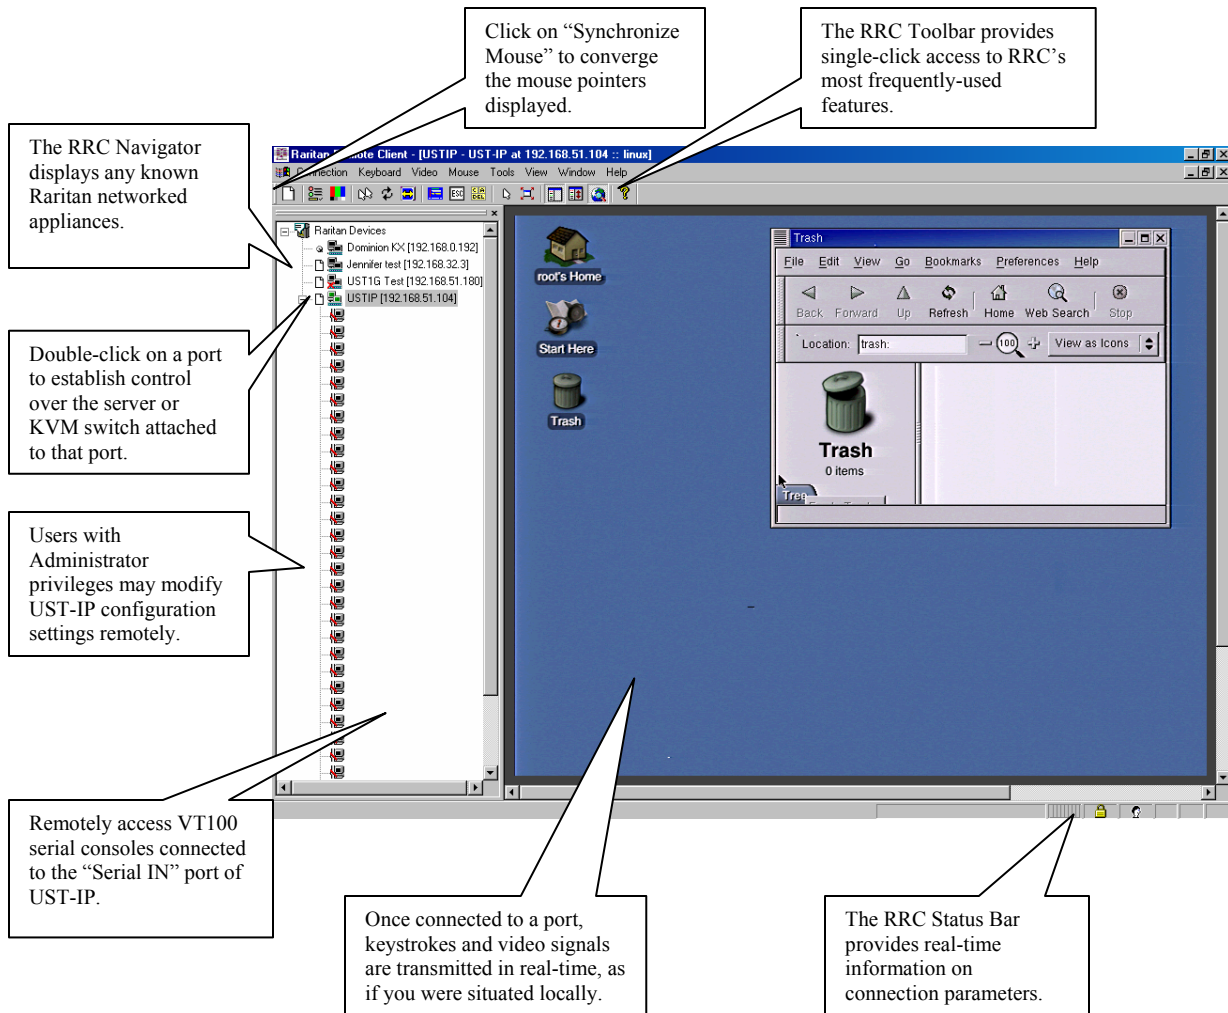 Click on “Synchronize
Mouse” to converge
the mouse pointers
displayed.
The RRC Toolbar provides
single-click access to RRC’s
most frequently-used
features.
The RRC Navigator
displays any known
Raritan networked
appliances.
Double-click on a port
to establish control
over the server or
KVM switch attached
to that port.
Users with
Administrator
privileges may modify
UST-IP configuration
settings remotely.
Remotely access VT100
serial consoles connected
to the “Serial IN” port of
UST-IP.
Once connected to a port,
keystrokes and video signals
are transmitted in real-time, as
if you were situated locally.
The RRC Status Bar
provides real-time
information on
connection parameters.
Raritan Client - [USTIP - UST-IP at 192.168.51.104 :: linux]
Connection Keyboard Video Mouse Tools View Window Help
ESC DEL
Raritan Devices
Dominion KX [192.168.0.192]
Jennifer test [192.168.32.3]
UST1G Test [192.168.51.180]
USTIP [192.168.51.104]
root's Home
Start Here
Trash
Trash
File Edit View Go Bookmarks Preferences Help
Back Forward Up Refresh Home Web Search Stop
Location: trash: 100 View as Icons
Trash
0 items
Tree